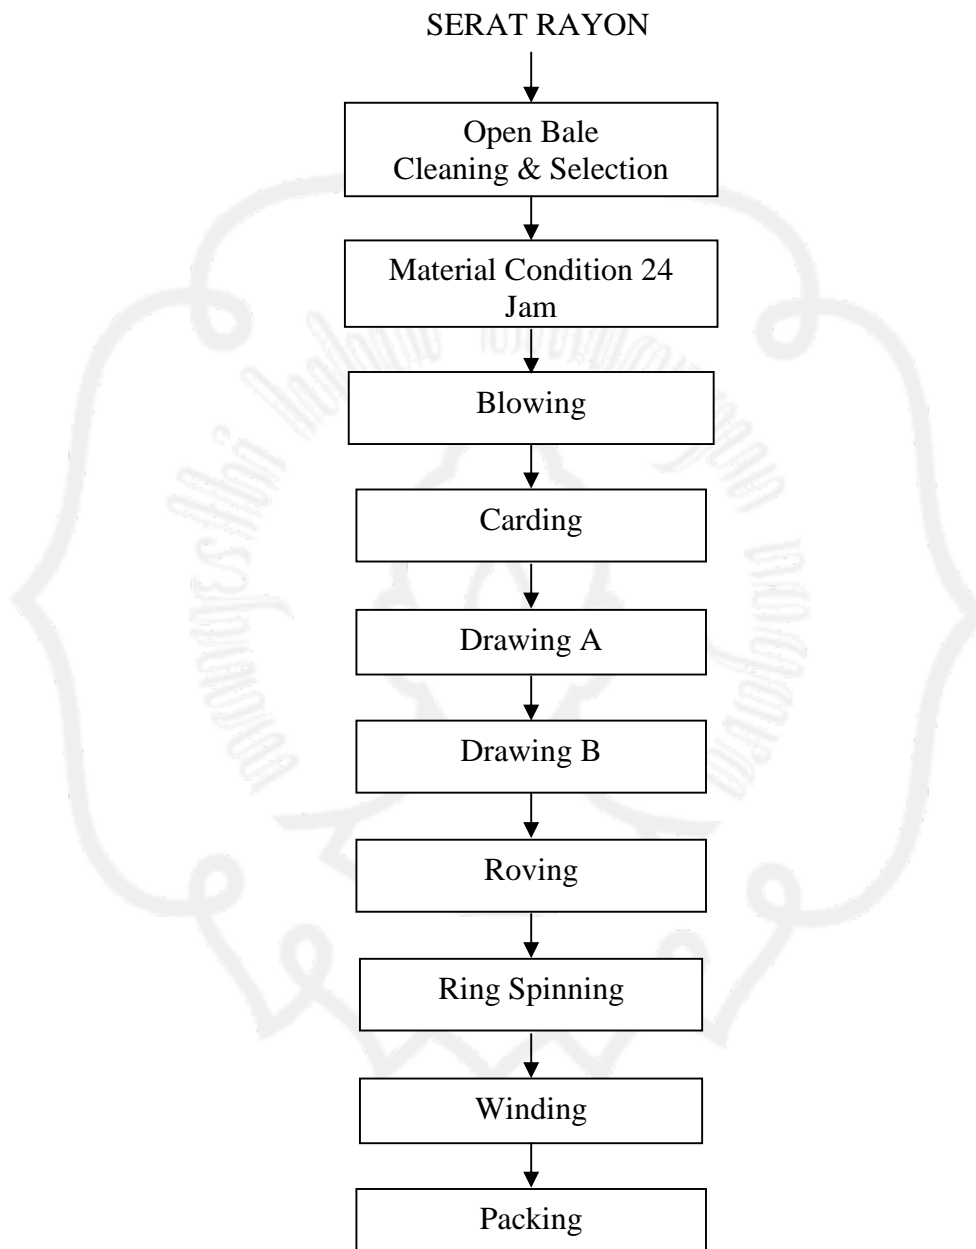 SERAT RAYON
Open Bale
Cleaning & Selection
Material Condition 24
Jam
Blowing
Carding
Drawing A
Drawing B
Roving
Ring Spinning
Winding
Packing